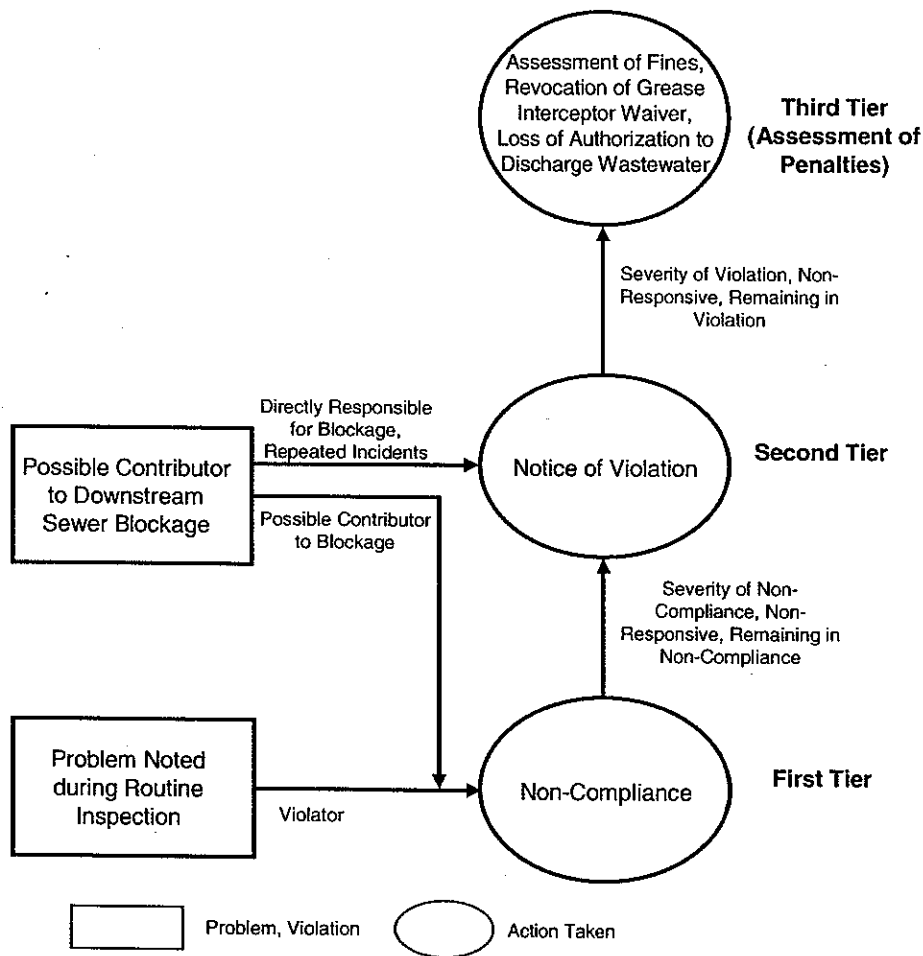 Assessment of Fines,
Revocation of Grease
Interceptor Waiver,
Loss of Authorization to
Discharge Wastewater
Third Tier
(Assessment of
Penalties)
Severity of Violation, Non-
Responsive, Remaining in
Violation
Directly Responsible
for Blockage,
Repeated Incidents
Possible Contributor
to Downstream
Sewer Blockage
Notice of Violation
Second Tier
Possible Contributor
to Blockage
Severity of Non-
Compliance, Non-
Responsive, Remaining in
Non-Compliance
Problem Noted
during Routine
Inspection
Violator
Non-Compliance
First Tier
Problem, Violation
Action Taken